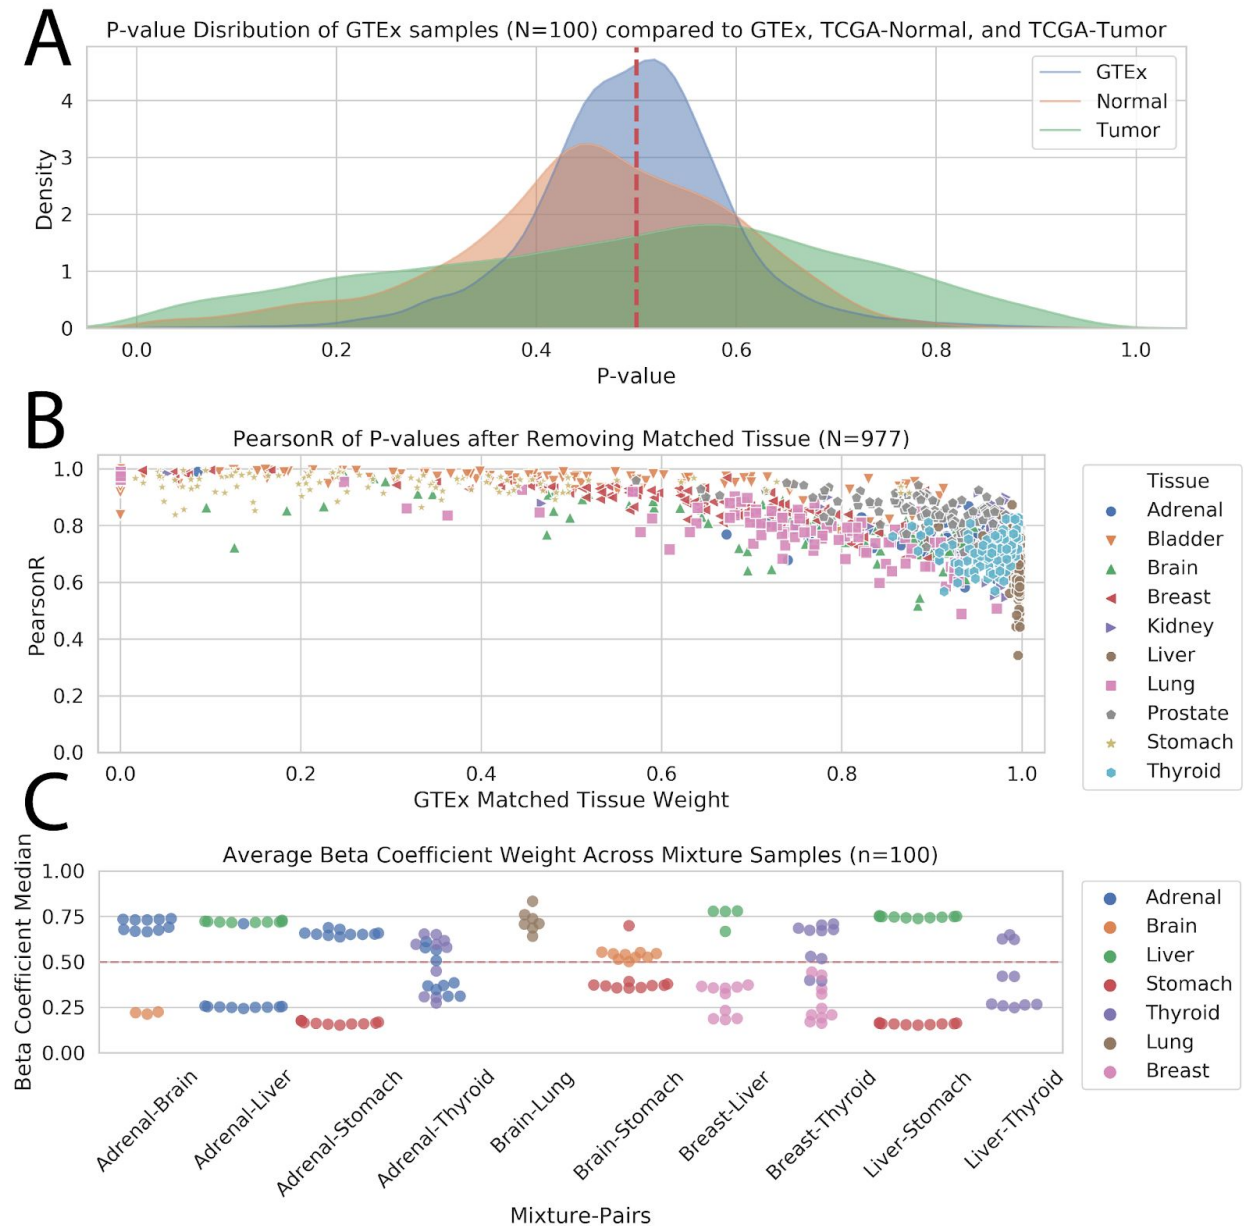 A
P-value Disribution of GTEx samples (N=100) compared to GTEx, TCGA-Normal, and TCGA-Tumor
GTEx
Normal
Tumor
Density
4
3
2
1
0
0.0 0.2 0.4 0.6 0.8 1.0
P-value
B
PearsonR of P-values after Removing Matched Tissue (N=977)
PearsonR
1.0
0.8
0.6
0.4
0.2
0.0
0.0 0.2 0.4 0.6 0.8 1.0
GTEx Matched Tissue Weight
Tissue
Adrenal
Bladder
Brain
Breast
Kidney
Liver
Lung
Prostate
Stomach
Thyroid
C
Average Beta Coefficient Weight Across Mixture Samples (n=100)
Beta Coefficient Median
1.00
0.75
0.50
0.25
0.00
Adrenal
Brain
Liver
Stomach
Thyroid
Lung
Breast
Adrenal-Brain
Adrenal-Liver
Adrenal-Stomach
Adrenal-Thyroid
Brain-Lung
Brain-Stomach
Breast-Liver
Breast-Thyroid
Liver-Stomach
Liver-Thyroid
Mixture-Pairs